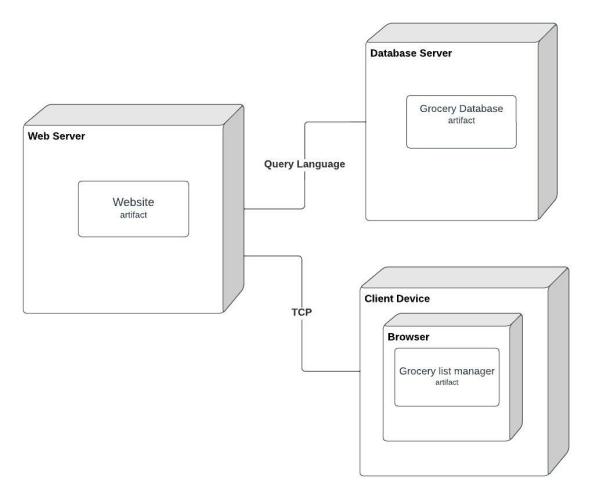 Database Server
Grocery Database
artifact
Web Server
Website
artifact
Query Language
TCP
Client Device
Browser
Grocery list manager
artifact